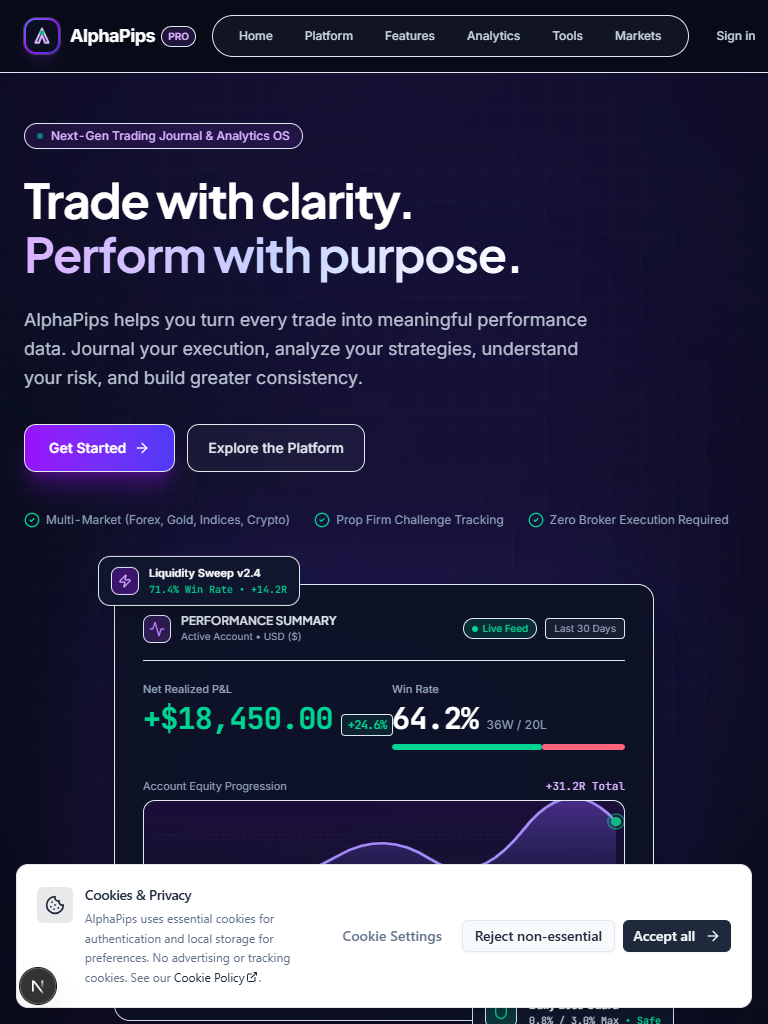 AlphaPips PRO
Home Platform Features Analytics Tools Markets
Sign in
Next-Gen Trading Journal & Analytics OS
Trade with clarity.
Perform with purpose.
AlphaPips helps you turn every trade into meaningful performance
data. Journal your execution, analyze your strategies, understand
your risk, and build greater consistency.
Get Started
Explore the Platform
Multi-Market (Forex, Gold, Indices, Crypto)
Prop Firm Challenge Tracking
Zero Broker Execution Required
Liquidity Sweep v2.4
71.4% Win Rate • +14.2R
PERFORMANCE SUMMARY
Active Account • USD ($)
Live Feed
Last 30 Days
Net Realized P&L
+$18,450.00 +24.6%
Win Rate
64.2% 36W / 20L
Account Equity Progression
+31.2R Total
Cookies & Privacy
AlphaPips uses essential cookies for
authentication and local storage for
preferences. No advertising or tracking
cookies. See our Cookie Policy.
Cookie Settings
Reject non-essential
Accept all
N
0.8% / 3.0% Max • Safe